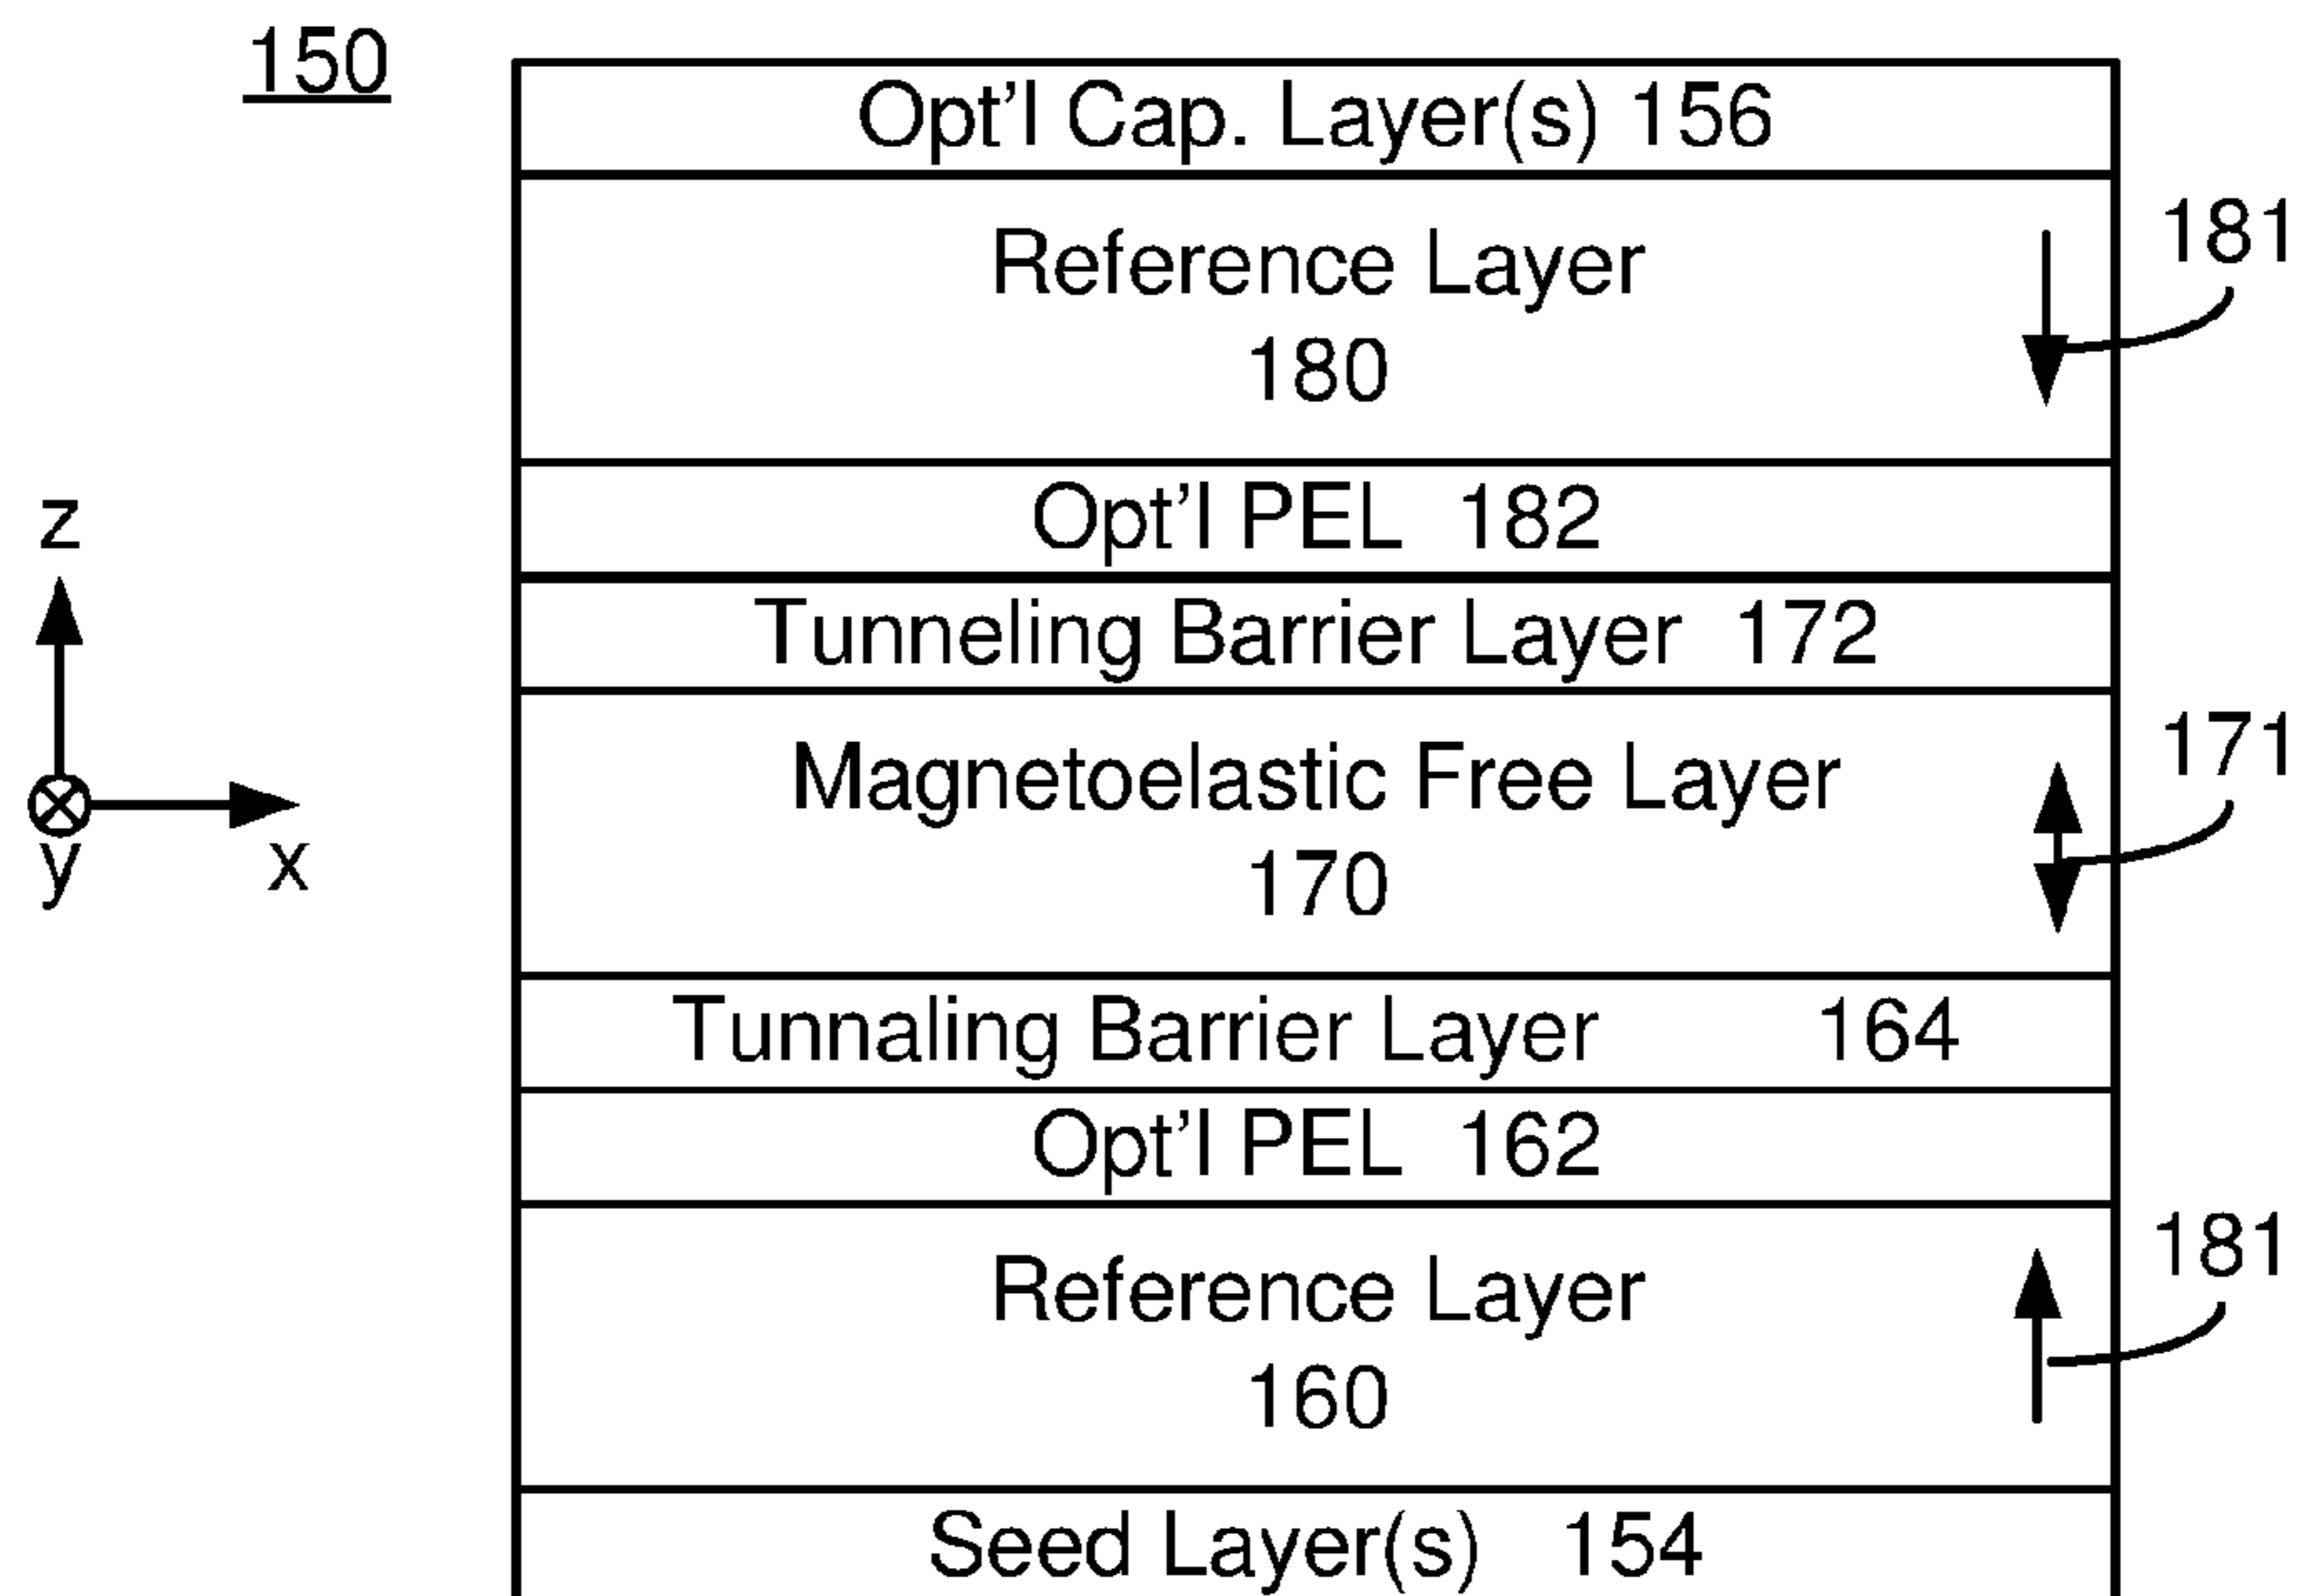 150
Opt'l Cap. Layer(s) 156
Reference Layer
180
181
Opt'l PEL 182
Tunneling Barrier Layer 172
z
y
x
Magnetoelastic Free Layer
170
171
Tunnaling Barrier Layer 164
Opt'l PEL 162
Reference Layer
160
181
Seed Layer(s) 154